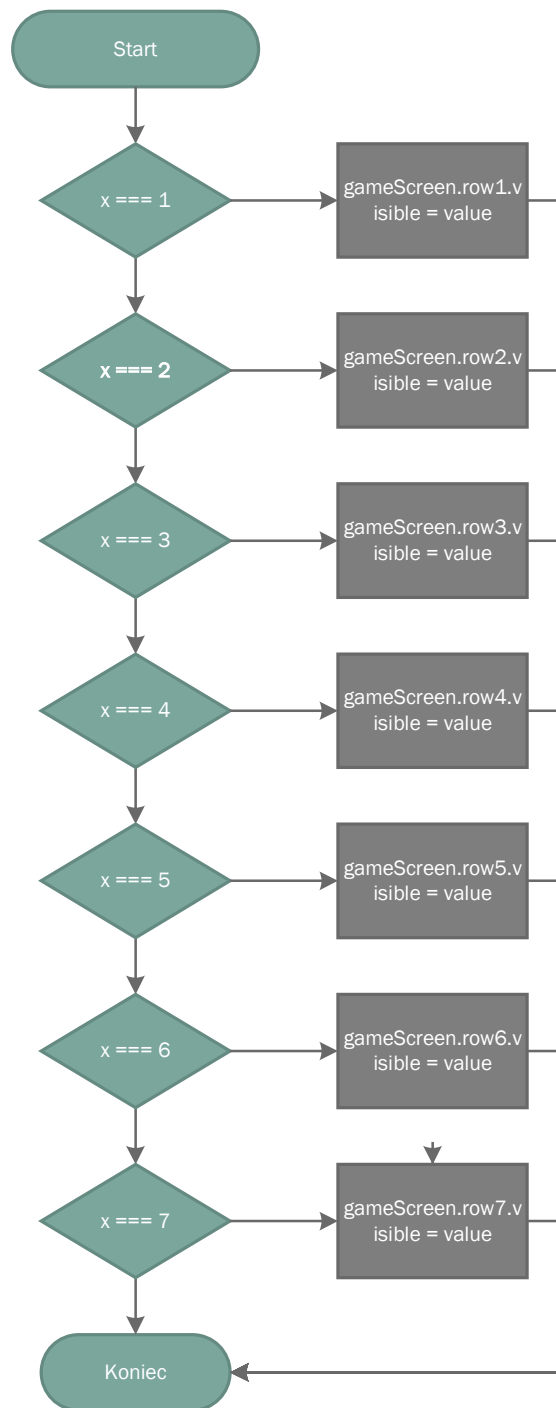 Start
x === 1
gameScreen.row1.v
isible = value
x === 2
gameScreen.row2.v
isible = value
x === 3
gameScreen.row3.v
isible = value
x === 4
gameScreen.row4.v
isible = value
x === 5
gameScreen.row5.v
isible = value
x === 6
gameScreen.row6.v
isible = value
x === 7
gameScreen.row7.v
isible = value
Koniec